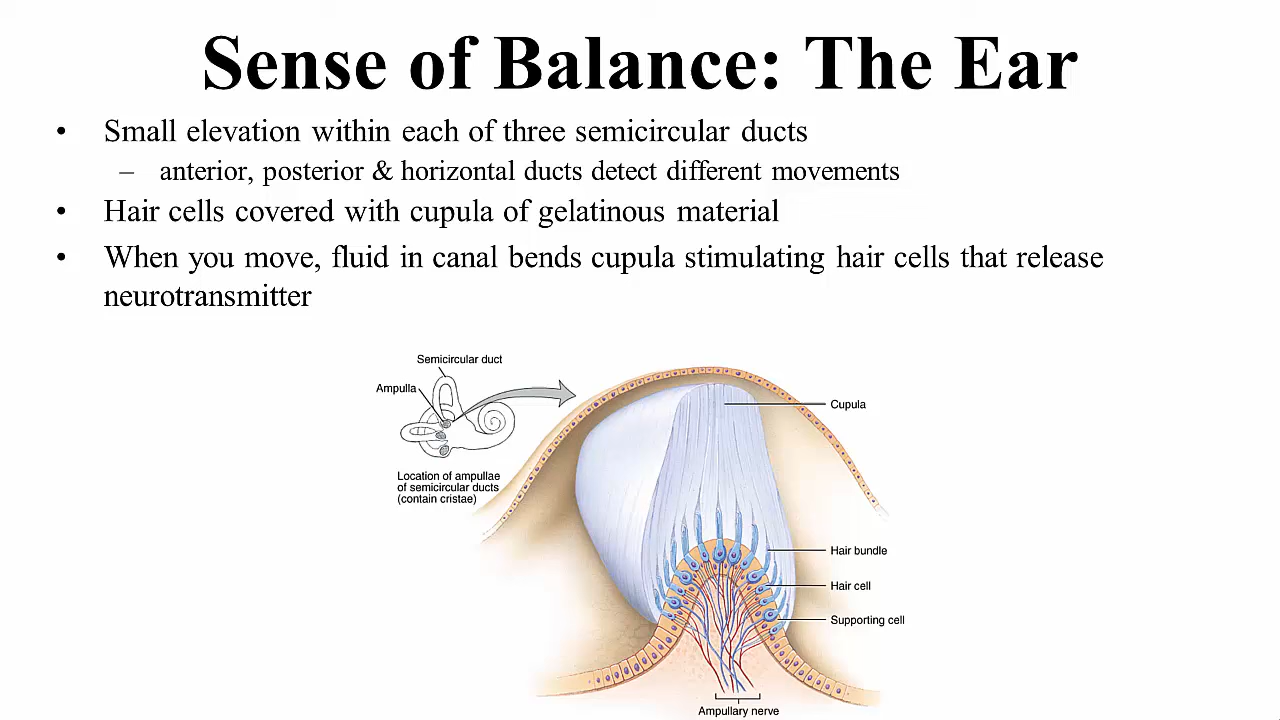 Sense of Balance: The Ear
• Small elevation within each of three semicircular ducts
– anterior, posterior & horizontal ducts detect different movements
• Hair cells covered with cupula of gelatinous material
• When you move, fluid in canal bends cupula stimulating hair cells that release
neurotransmitter
Semicircular duct
Ampulla
Location of ampullae
of semicircular ducts
(contain cristae)
Cupula
Hair bundle
Hair cell
Supporting cell
Ampullary nerve